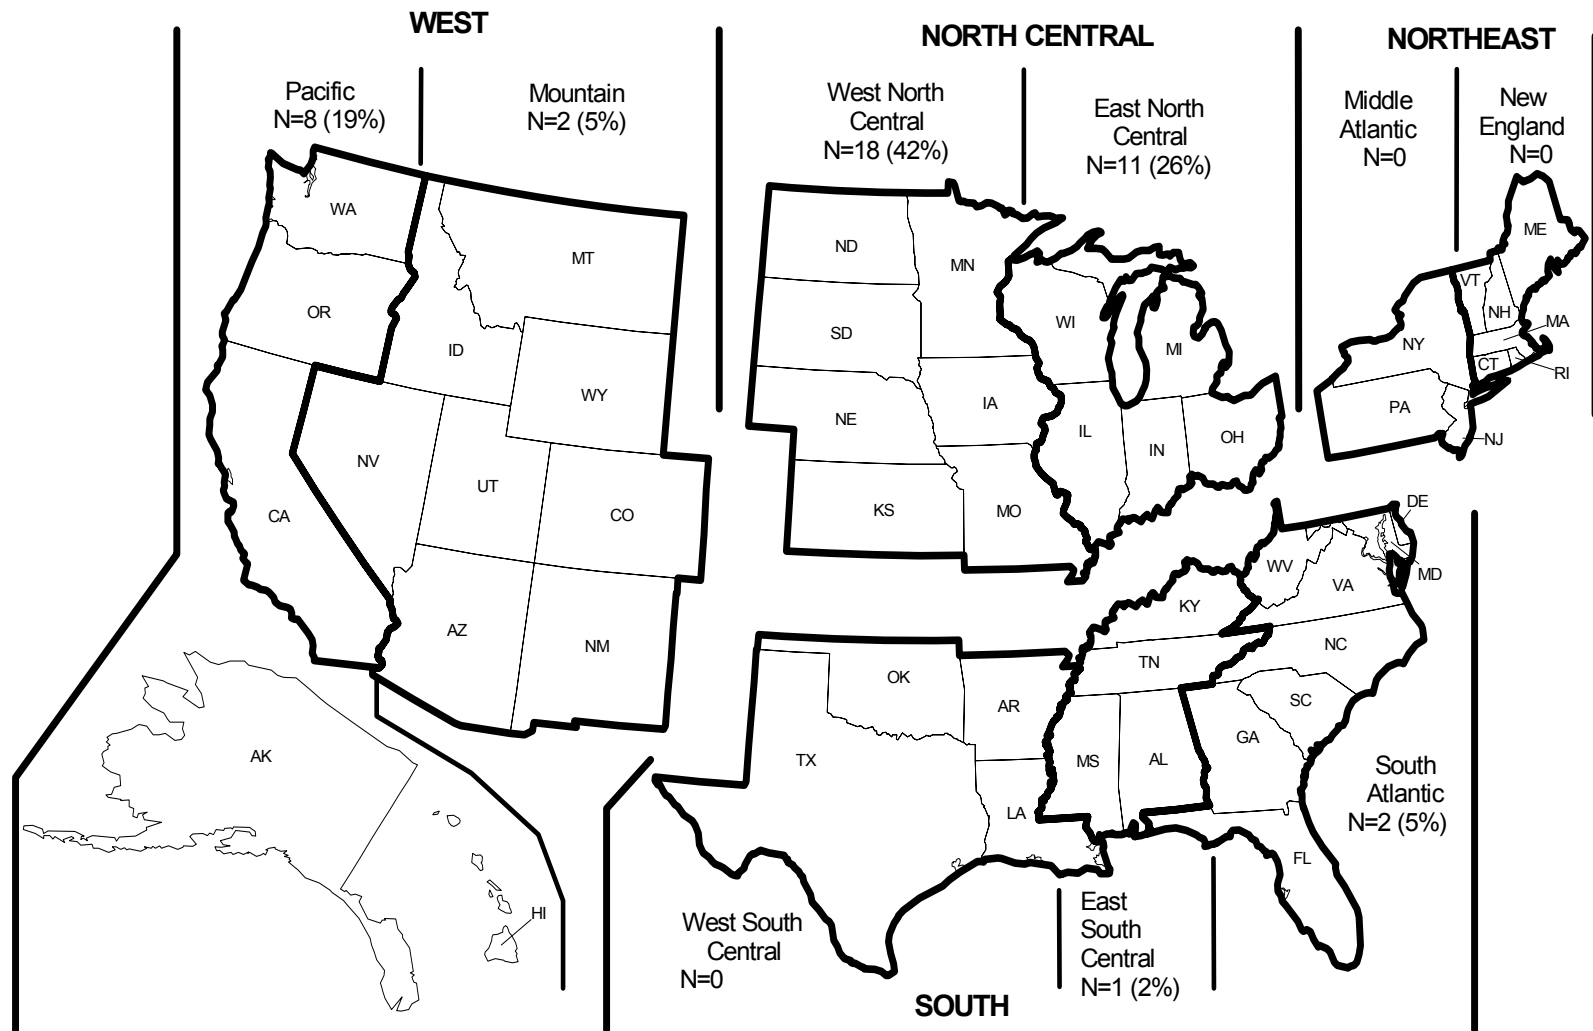 WEST
NORTH CENTRAL
NORTHEAST
Pacific
N=8 (19%)
Mountain
N=2 (5%)
West North
Central
N=18 (42%)
East North
Central
N=11 (26%)
Middle
Atlantic
N=0
New
England
N=0
WA
OR
CA
MT
ID
WY
NV
UT
CO
AZ
NM
AK
HI
ND
MN
SD
NE
IA
KS
MO
WI
MI
IL
IN
OH
ME
VT
NH
MA
NY
CT
RI
PA
NJ
DE
MD
WV
VA
KY
NC
TN
SC
GA
FL
OK
AR
TX
LA
MS
AL
South
Atlantic
N=2 (5%)
West South
Central
N=0
East
South
Central
N=1 (2%)
SOUTH